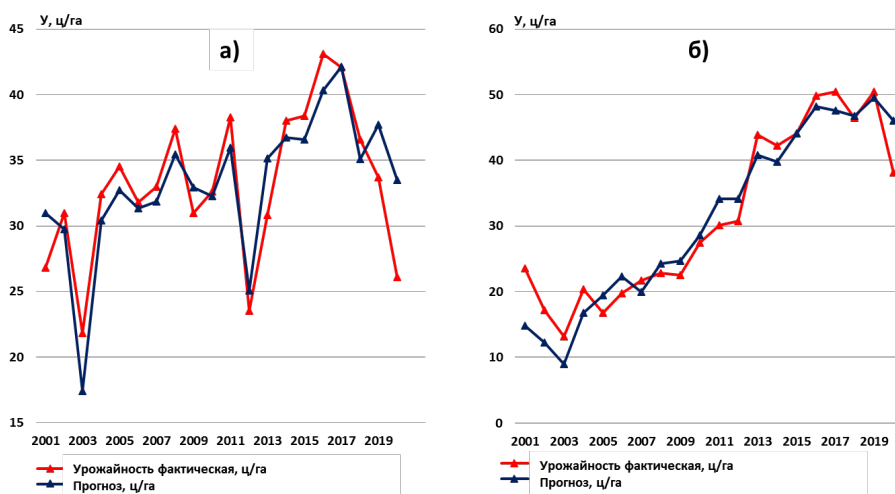 У, ц/га
а)
45
40
35
30
25
20
15
2001 2003 2005 2007 2009 2011 2013 2015 2017 2019
Урожайность фактическая, ц/га
Прогноз, ц/га
У, ц/га
б)
60
50
40
30
20
10
0
2001 2003 2005 2007 2009 2011 2013 2015 2017 2019
Урожайность фактическая, ц/га
Прогноз, ц/га